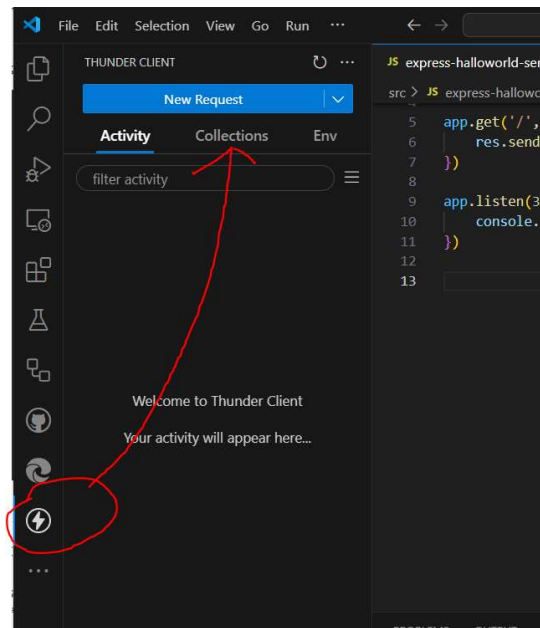 File Edit Selection View Go Run ···
THUNDER CLIENT
New Request
Activity Collections Env
filter activity
Welcome to Thunder Client
Your activity will appear here...
JS express-halloworld-ser
src > JS express-hallowo
5 app.get('/',
6 res.send
7 })
8
9 app.listen(3
10 console.
11 })
12
13